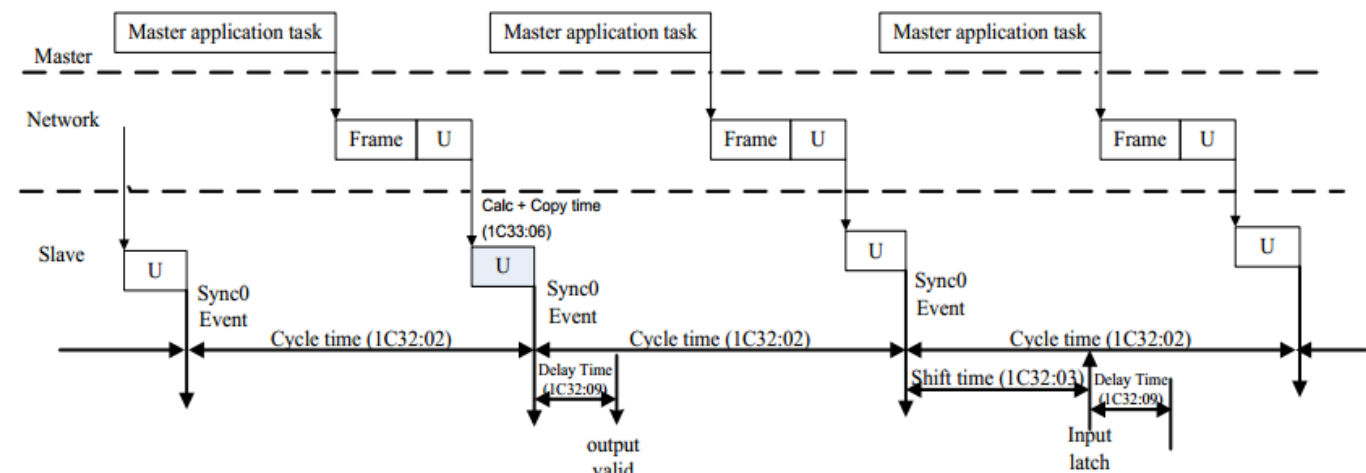 Master application task
Master application task
Master application task
Master
Network
Frame U
Frame U
Frame U
Calc + Copy time
(1C33:06)
Slave
U
U
U
U
Sync0
Event
Sync0
Event
Cycle time (1C32:02)
Cycle time (1C32:02)
Cycle time (1C32:02)
Delay Time
(1C32:09)
Shift time (1C32:03)
Delay Time
(1C32:09)
output
valid
Input
latch